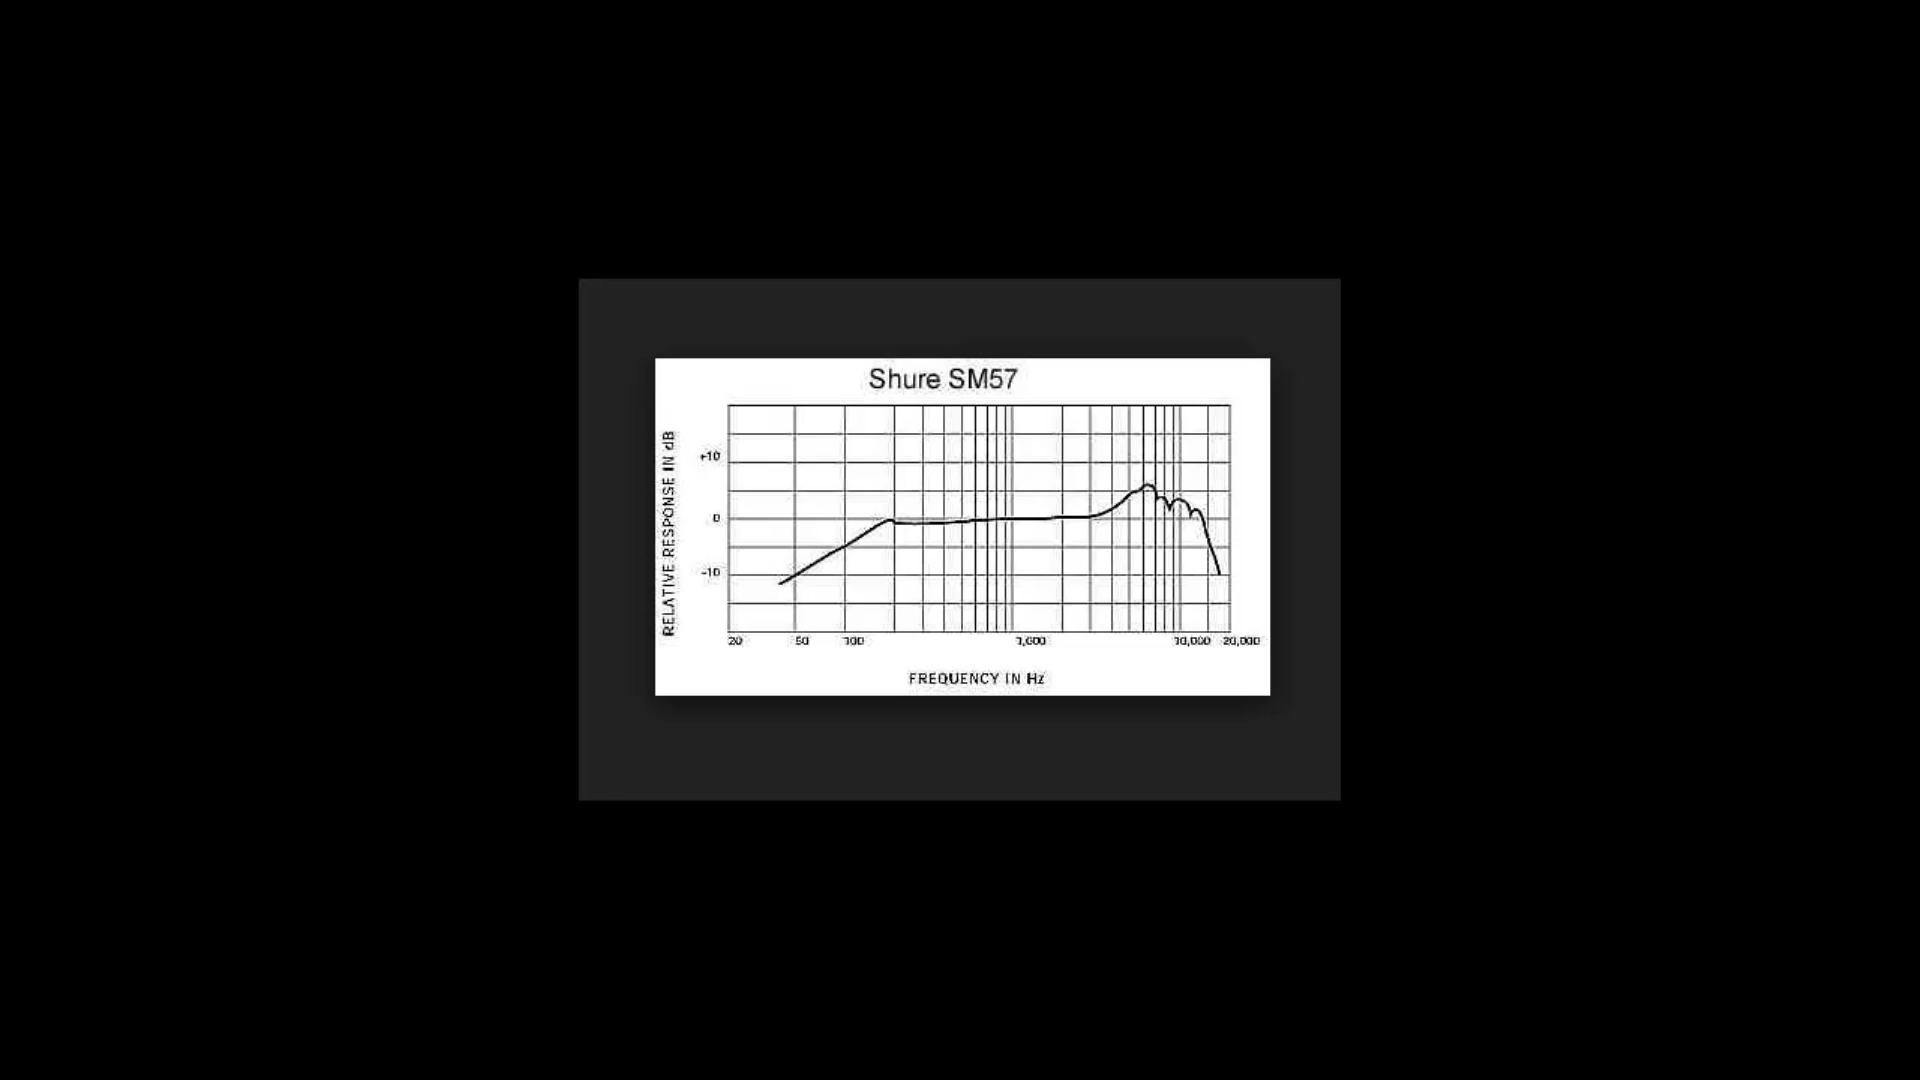 Shure SM57
RELATIVE RESPONSE IN dB
+10
0
-10
20 50 100 1,000 10,000 20,000
FREQUENCY IN Hz